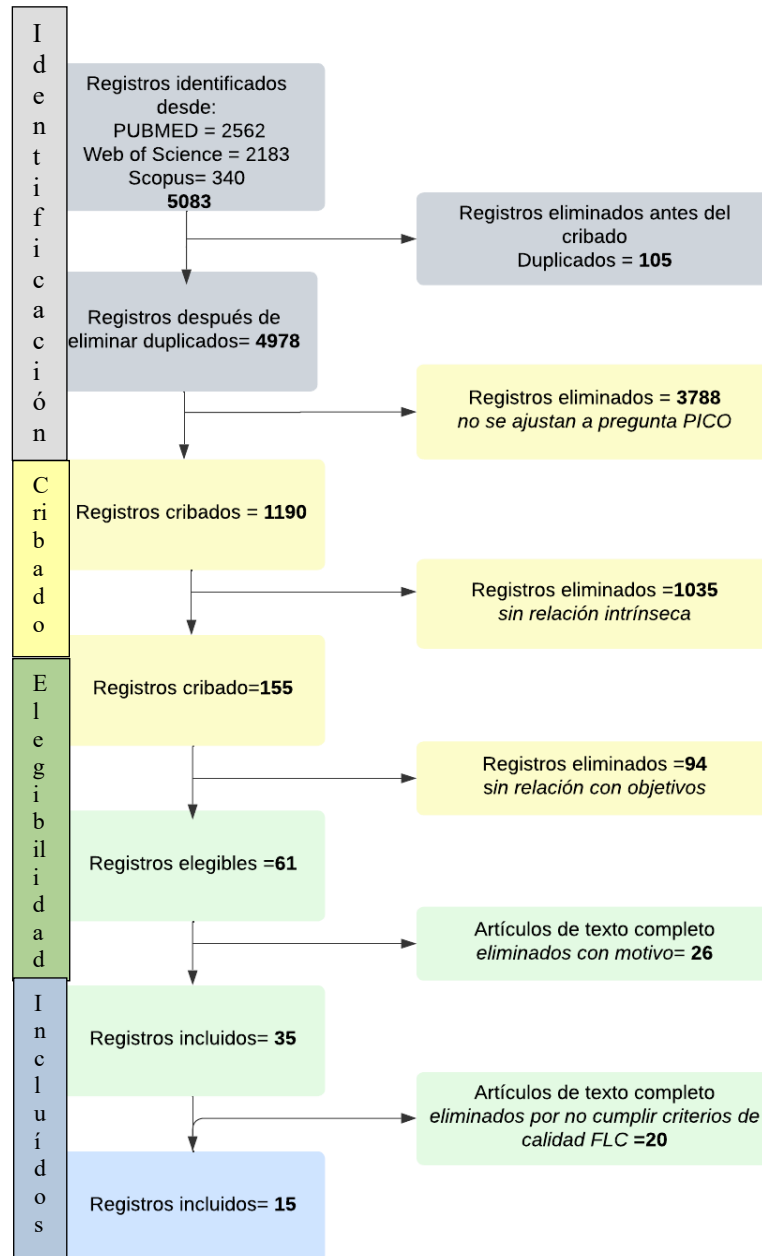 Identificación
Registros identificados
desde:
PUBMED = 2562
Web of Science = 2183
Scopus= 340
5083
Registros eliminados antes del
cribado
Duplicados = 105
Registros después de
eliminar duplicados= 4978
Registros eliminados = 3788
no se ajustan a pregunta PICO
Cribado
Registros cribados = 1190
Registros eliminados =1035
sin relación intrínseca
Elegibilidad
Registros cribado=155
Registros eliminados =94
sin relación con objetivos
Registros elegibles =61
Artículos de texto completo
eliminados con motivo= 26
Incluídos
Registros incluidos= 35
Artículos de texto completo
eliminados por no cumplir criterios de
calidad FLC =20
Registros incluidos= 15